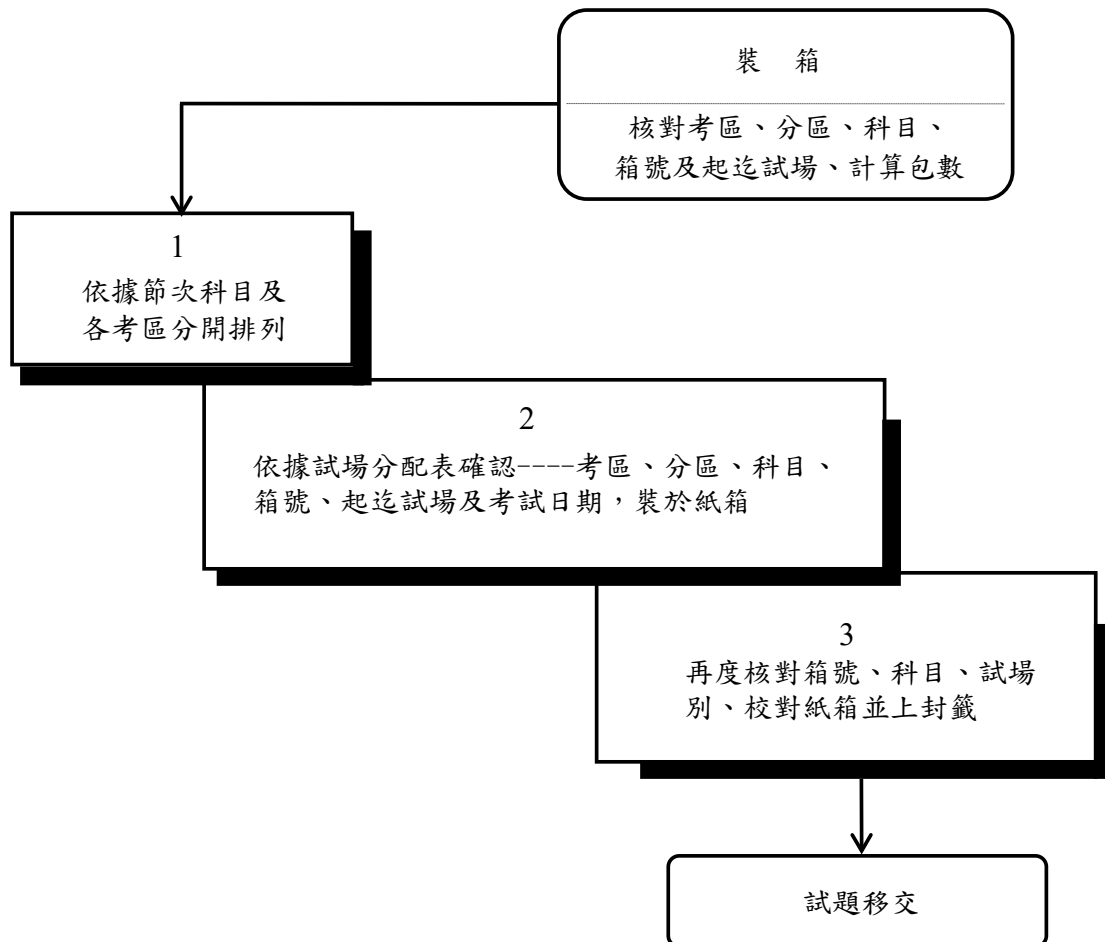 裝 箱
核對考區、分區、科目、
箱號及起迄試場、計算包數
1
依據節次科目及
各考區分開排列
2
依據試場分配表確認----考區、分區、科目、
箱號、起迄試場及考試日期，裝於紙箱
3
再度核對箱號、科目、試場
別、校對紙箱並上封籤
試題移交